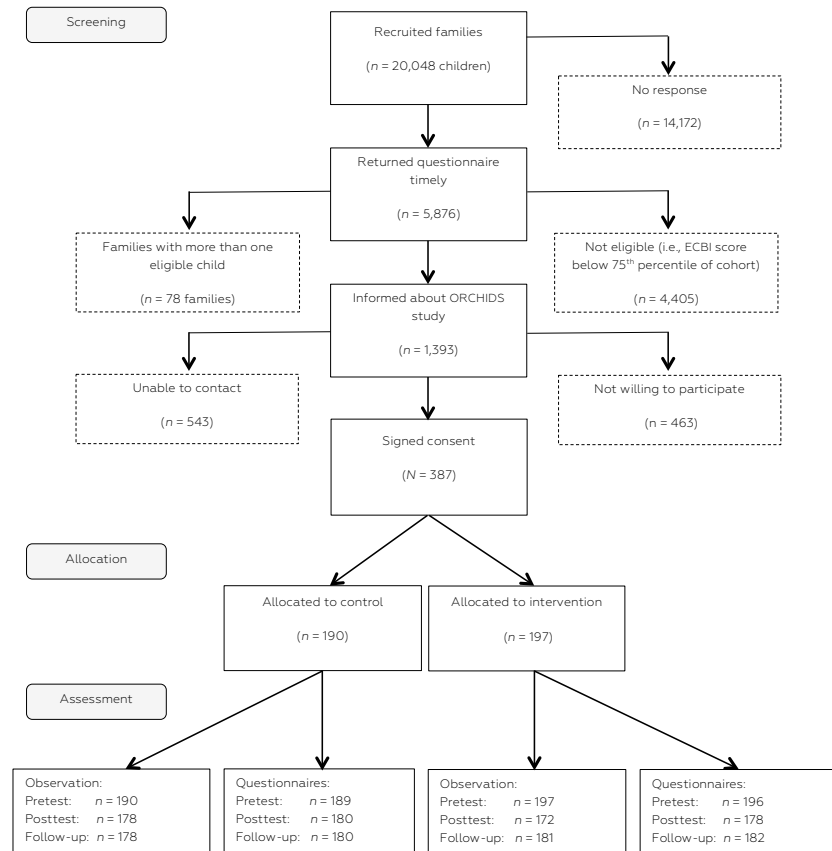 Screening
Recruited families
(n = 20,048 children)
No response
(n = 14,172)
Returned questionnaire
timely
(n = 5,876)
Families with more than one
eligible child
(n = 78 families)
Not eligible (i.e., ECBI score
below 75th percentile of cohort)
(n = 4,405)
Informed about ORCHIDS
study
(n = 1,393)
Unable to contact
(n = 543)
Not willing to participate
(n = 463)
Signed consent
(N = 387)
Allocation
Allocated to control
(n = 190)
Allocated to intervention
(n = 197)
Assessment
Observation:
Pretest: n = 190
Posttest: n = 178
Follow-up: n = 178
Questionnaires:
Pretest: n = 189
Posttest: n = 180
Follow-up: n = 180
Observation:
Pretest: n = 197
Posttest: n = 172
Follow-up: n = 181
Questionnaires:
Pretest: n = 196
Posttest: n = 178
Follow-up: n = 182